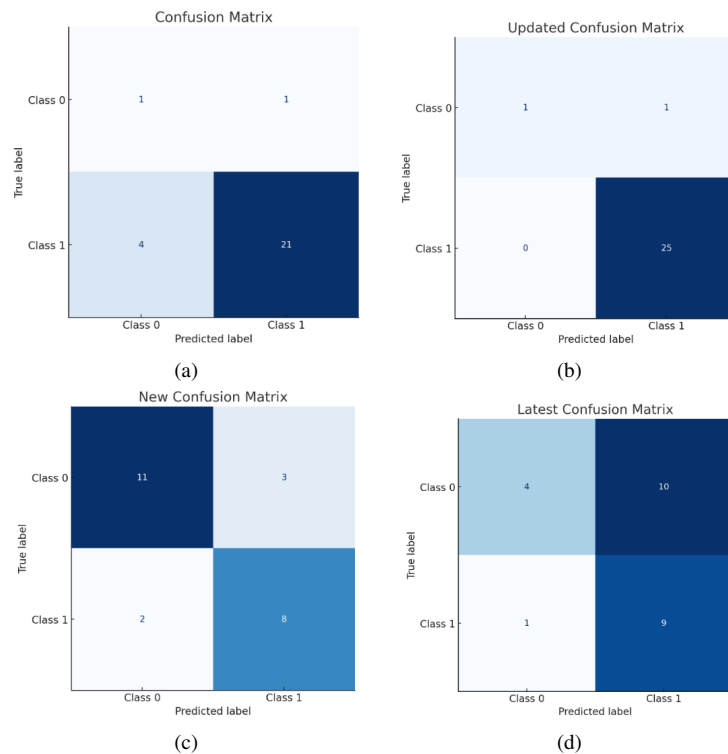 Confusion Matrix
Class 0
1
1
True label
Class 1
4
21
Class 0
Class 1
Predicted label
(a)
Updated Confusion Matrix
Class 0
1
1
True label
Class 1
0
25
Class 0
Class 1
Predicted label
(b)
New Confusion Matrix
Class 0
11
3
True label
Class 1
2
8
Class 0
Class 1
Predicted label
(c)
Latest Confusion Matrix
Class 0
4
10
True label
Class 1
1
9
Class 0
Class 1
Predicted label
(d)